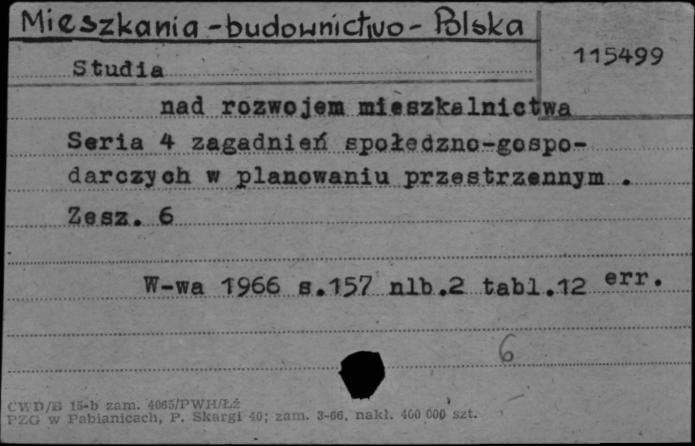 Mieszkania - budownictwo - Polska
115499
Studia
nad rozwojem mieszkalnictwa
Seria 4 zagadnień społedzno-gospo-
darczych w planowaniu przestrzennym .
Zesz. 6
W-wa 1966 s.157 nlb.2 tabl.12 err.
6
CWD/B 15-b zam. 4065/PWH/Łź
PZG w Pabianicach, P. Skargi 40; zam. 3-66, nakł. 400 000 szt.